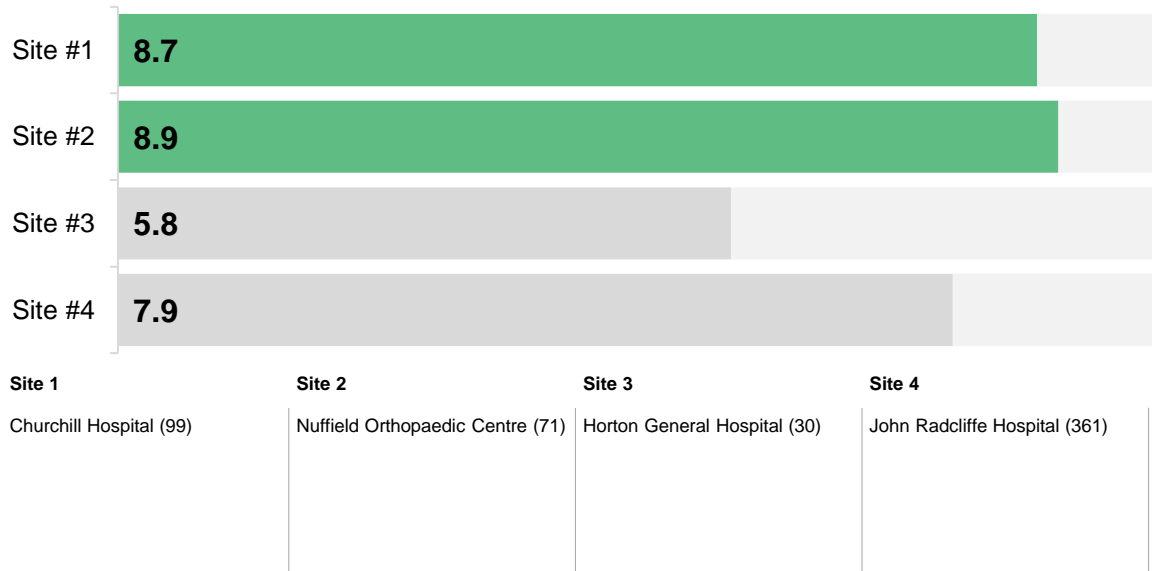 Site #1 8.7
Site #2 8.9
Site #3 5.8
Site #4 7.9
Site 1 Site 2 Site 3 Site 4
Churchill Hospital (99) Nuffield Orthopaedic Centre (71) Horton General Hospital (30) John Radcliffe Hospital (361)